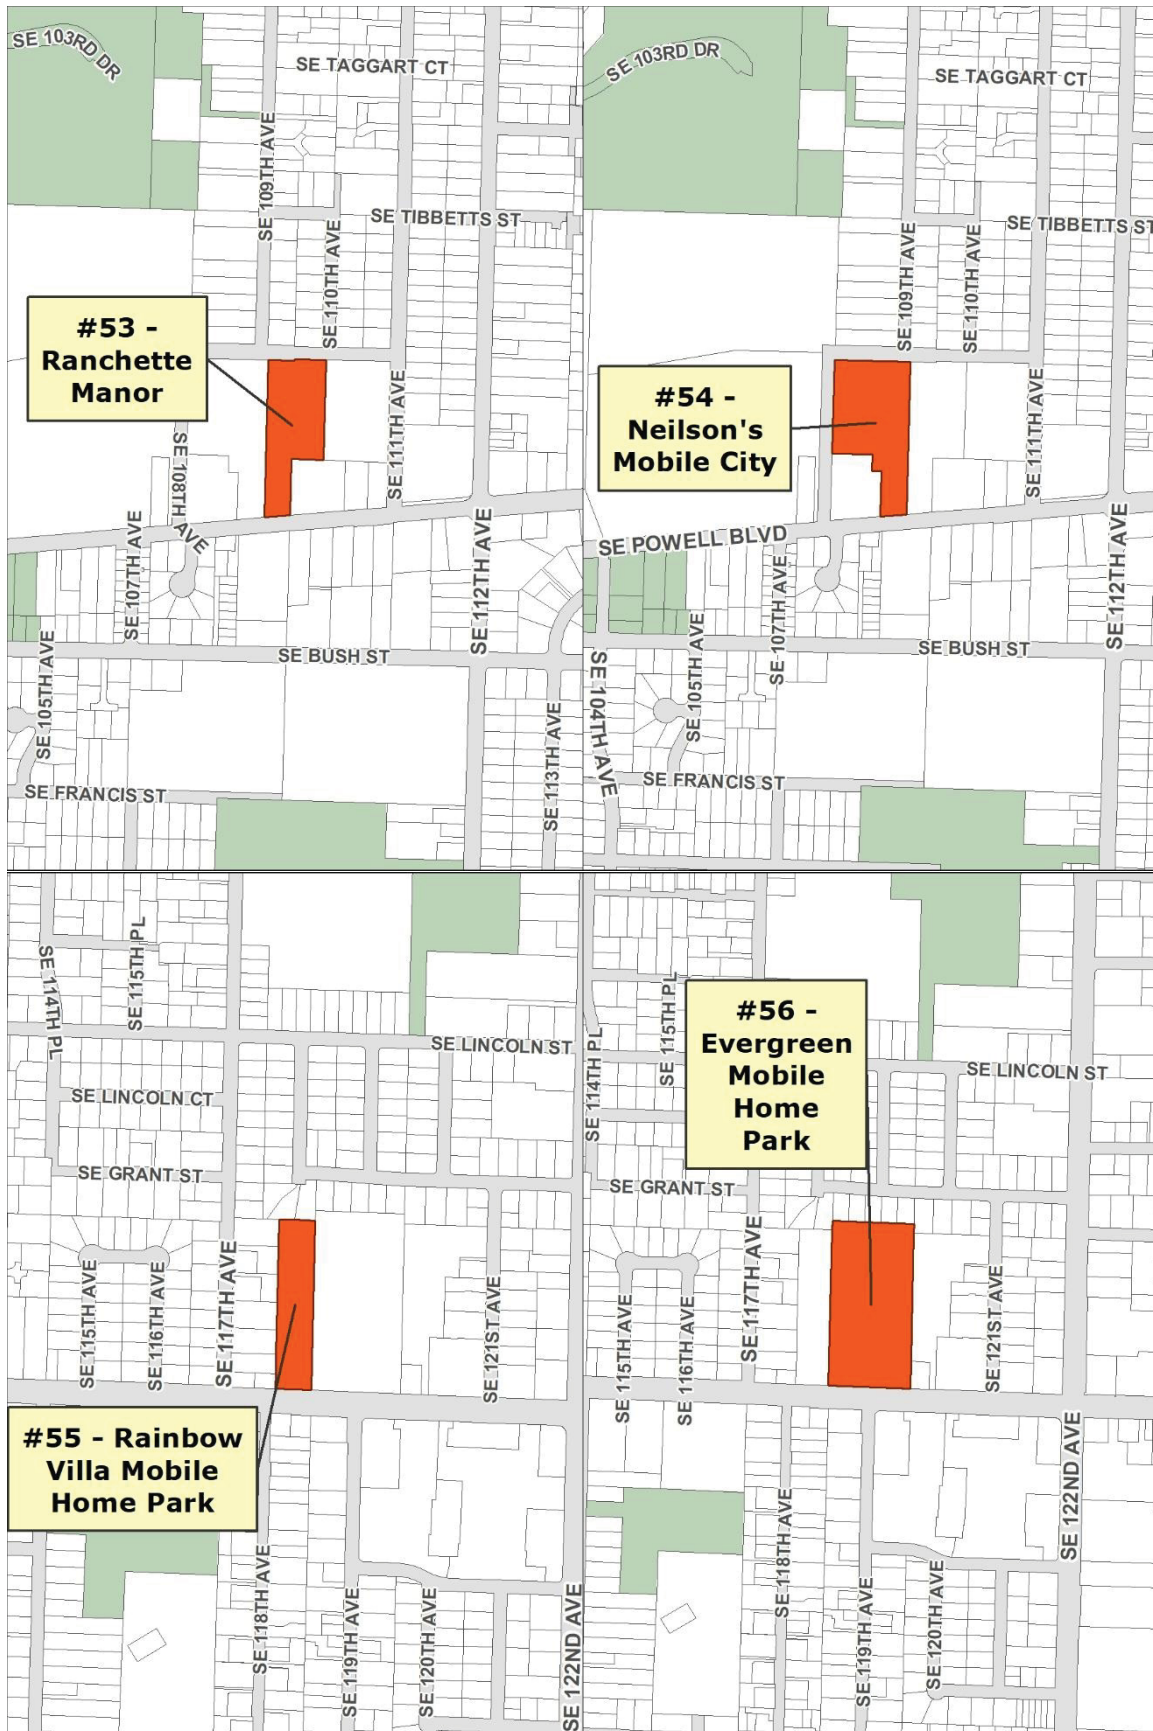 SE 103RD DR
SE TAGGART CT
SE 109TH AVE
SE TIBBETTS ST
SE 110TH AVE
#53 -
Ranchette
Manor
SE 111TH AVE
SE 108TH AVE
SE 107TH AVE
SE 112TH AVE
SE BUSH ST
SE 105TH AVE
SE 113TH AVE
SE FRANCIS ST
SE 103RD DR
SE TAGGART CT
SE TIBBETTS ST
SE 109TH AVE
SE 110TH AVE
#54 -
Neilson's
Mobile City
SE 111TH AVE
SE POWELL BLVD
SE 112TH AVE
SE 107TH AVE
SE BUSH ST
SE 105TH AVE
SE 104TH AVE
SE FRANCIS ST
SE 115TH PL
SE 114TH PL
SE LINCOLN ST
SE LINCOLN CT
SE GRANT ST
SE 117TH AVE
SE 115TH AVE
SE 116TH AVE
SE 121ST AVE
#55 - Rainbow
Villa Mobile
Home Park
SE 118TH AVE
SE 119TH AVE
SE 120TH AVE
SE 122ND AVE
SE 115TH PL
#56 -
Evergreen
Mobile
Home
Park
SE 114TH PL
SE LINCOLN ST
SE GRANT ST
SE 117TH AVE
SE 115TH AVE
SE 116TH AVE
SE 121ST AVE
SE 122ND AVE
SE 118TH AVE
SE 119TH AVE
SE 120TH AVE